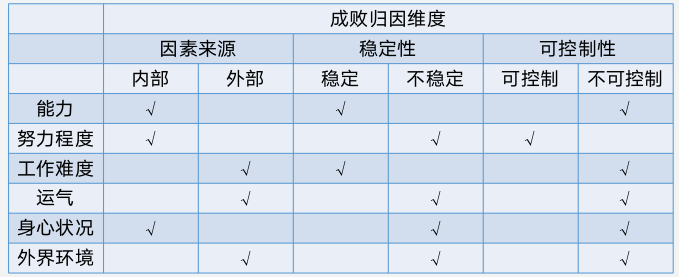 成败归因维度
因素来源 稳定性 可控制性
内部 外部 稳定 不稳定 可控制 不可控制
能力 √ √ √
努力程度 √ √ √
工作难度 √ √ √
运气 √ √ √
身心状况 √ √ √
外界环境 √ √ √